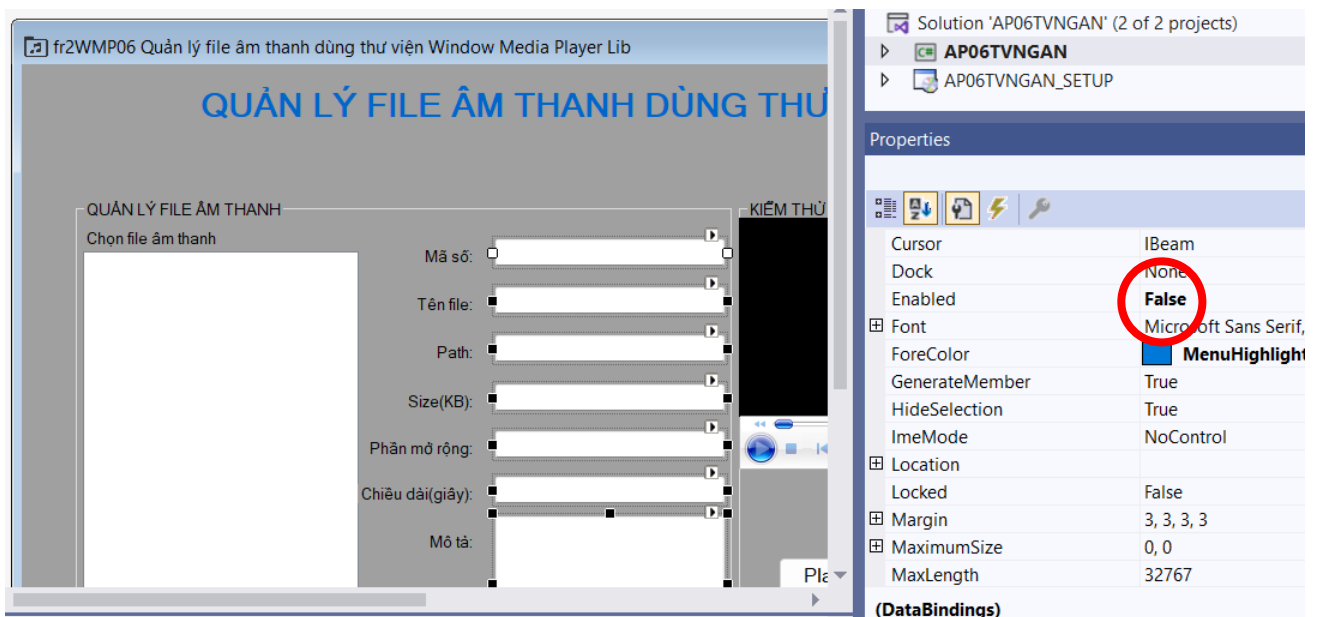 fr2WMP06 Quản lý file âm thanh dùng thư viện Window Media Player Lib
QUẢN LÝ FILE ÂM THANH DÙNG THƯ
QUẢN LÝ FILE ÂM THANH
Chọn file âm thanh
Mã số:
Tên file:
Path:
Size(KB):
Phần mở rộng:
Chiều dài(giây):
Mô tả:
KIỂM THỬ
Pla
Solution 'AP06TVNGAN' (2 of 2 projects)
C# AP06TVNGAN
AP06TVNGAN_SETUP
Properties
Cursor IBeam
Dock None
Enabled False
Font Microsoft Sans Serif,
ForeColor MenuHighlight
GenerateMember True
HideSelection True
ImeMode NoControl
Location
Locked False
Margin 3, 3, 3, 3
MaximumSize 0, 0
MaxLength 32767
(DataBindings)